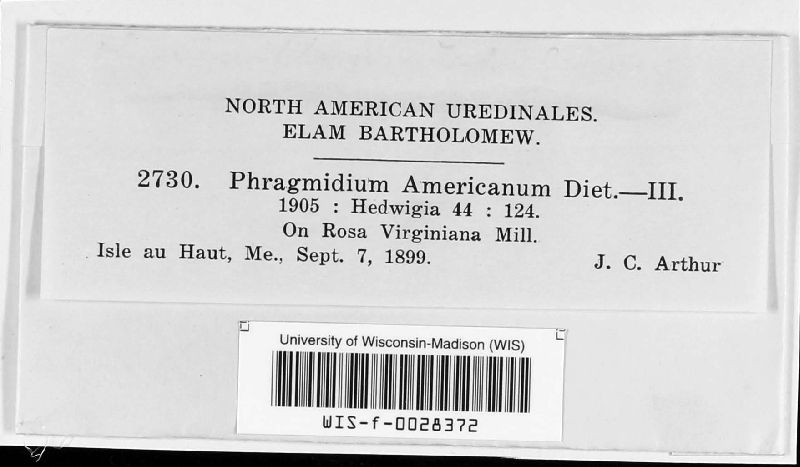 NORTH AMERICAN UREDINALES.
ELAM BARTHOLOMEW.
2730. Phragmidium Americanum Diet.—III.
1905 : Hedwigia 44 : 124.
On Rosa Virginiana Mill.
Isle au Haut, Me., Sept. 7, 1899. J. C. Arthur
University of Wisconsin-Madison (WIS)
WIS-f-0028372